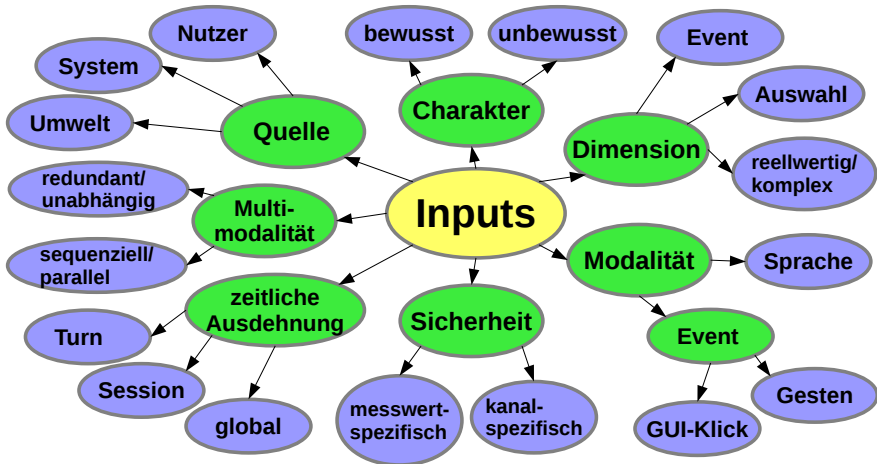 Nutzer
bewusst
unbewusst
Event
System
Charakter
Auswahl
Umwelt
Quelle
Dimension
reellwertig/
komplex
redundant/
unabhängig
Multi-
modalität
Inputs
sequenziell/
parallel
Modalität
Sprache
zeitliche
Ausdehnung
Sicherheit
Turn
Event
Session
Gesten
global
messwert-
spezifisch
kanal-
spezifisch
GUI-Klick